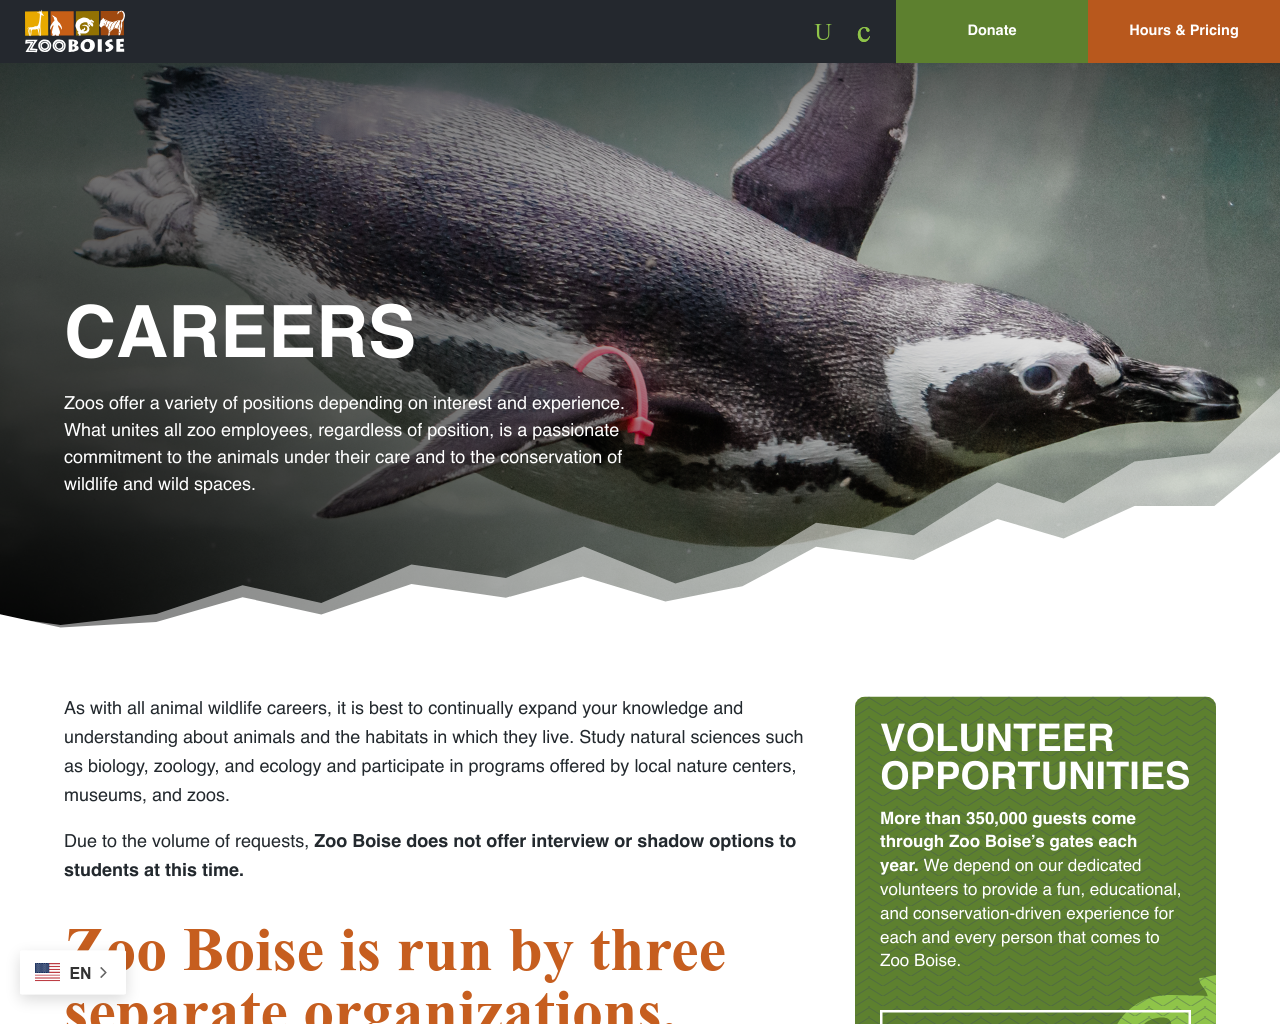 ZOOBOISE
U
c
Donate
Hours & Pricing
CAREERS
Zoos offer a variety of positions depending on interest and experience.
What unites all zoo employees, regardless of position, is a passionate
commitment to the animals under their care and to the conservation of
wildlife and wild spaces.
As with all animal wildlife careers, it is best to continually expand your knowledge and
understanding about animals and the habitats in which they live. Study natural sciences such
as biology, zoology, and ecology and participate in programs offered by local nature centers,
museums, and zoos.
Due to the volume of requests, Zoo Boise does not offer interview or shadow options to
students at this time.
Zoo Boise is run by three
separate organizations.
EN
VOLUNTEER
OPPORTUNITIES
More than 350,000 guests come
through Zoo Boise’s gates each
year. We depend on our dedicated
volunteers to provide a fun, educational,
and conservation-driven experience for
each and every person that comes to
Zoo Boise.